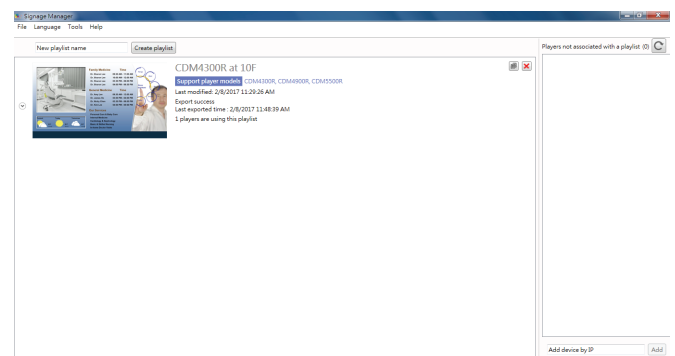 Signage Manager
File Language Tools Help
New playlist name
Create playlist
Players not associated with a playlist (0)
CDM4300R at 10F
Support player models CDM4300R, CDM4900R, CDM5500R
Last modified: 2/8/2017 11:29:26 AM
Export success
Last exported time : 2/8/2017 11:48:39 AM
1 players are using this playlist
Family Medicine Time
Add device by IP
Add